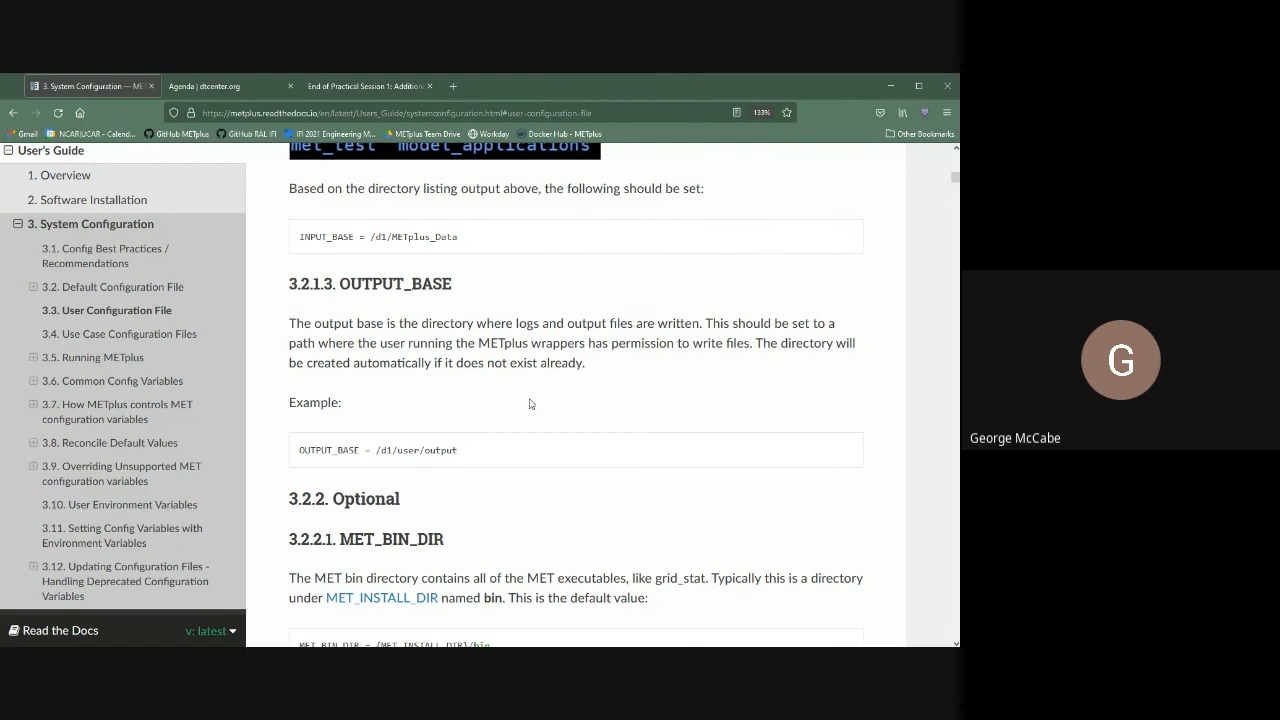 3. System Configuration — ME
Agenda | dtcenter.org
End of Practical Session 1: Addition
https://metplus.readthedocs.io/en/latest/Users_Guide/systemconfiguration.html#user-configuration-file
133%
Gmail
NCAR|UCAR - Calend...
GitHub METplus
GitHub RAL IFI
IFI 2021 Engineering M...
METplus Team Drive
Workday
Docker Hub - METplus
Other Bookmarks
User's Guide
1. Overview
2. Software Installation
3. System Configuration
3.1. Config Best Practices /
Recommendations
3.2. Default Configuration File
3.3. User Configuration File
3.4. Use Case Configuration Files
3.5. Running METplus
3.6. Common Config Variables
3.7. How METplus controls MET
configuration variables
3.8. Reconcile Default Values
3.9. Overriding Unsupported MET
configuration variables
3.10. User Environment Variables
3.11. Setting Config Variables with
Environment Variables
3.12. Updating Configuration Files -
Handling Deprecated Configuration
Variables
Read the Docs
v: latest
met_test model_applications
Based on the directory listing output above, the following should be set:
INPUT_BASE = /d1/METplus_Data
3.2.1.3. OUTPUT_BASE
The output base is the directory where logs and output files are written. This should be set to a
path where the user running the METplus wrappers has permission to write files. The directory will
be created automatically if it does not exist already.
Example:
OUTPUT_BASE = /d1/user/output
3.2.2. Optional
3.2.2.1. MET_BIN_DIR
The MET bin directory contains all of the MET executables, like grid_stat. Typically this is a directory
under MET_INSTALL_DIR named bin. This is the default value:
MET_BIN_DIR = {MET_INSTALL_DIR}/bin
G
George McCabe